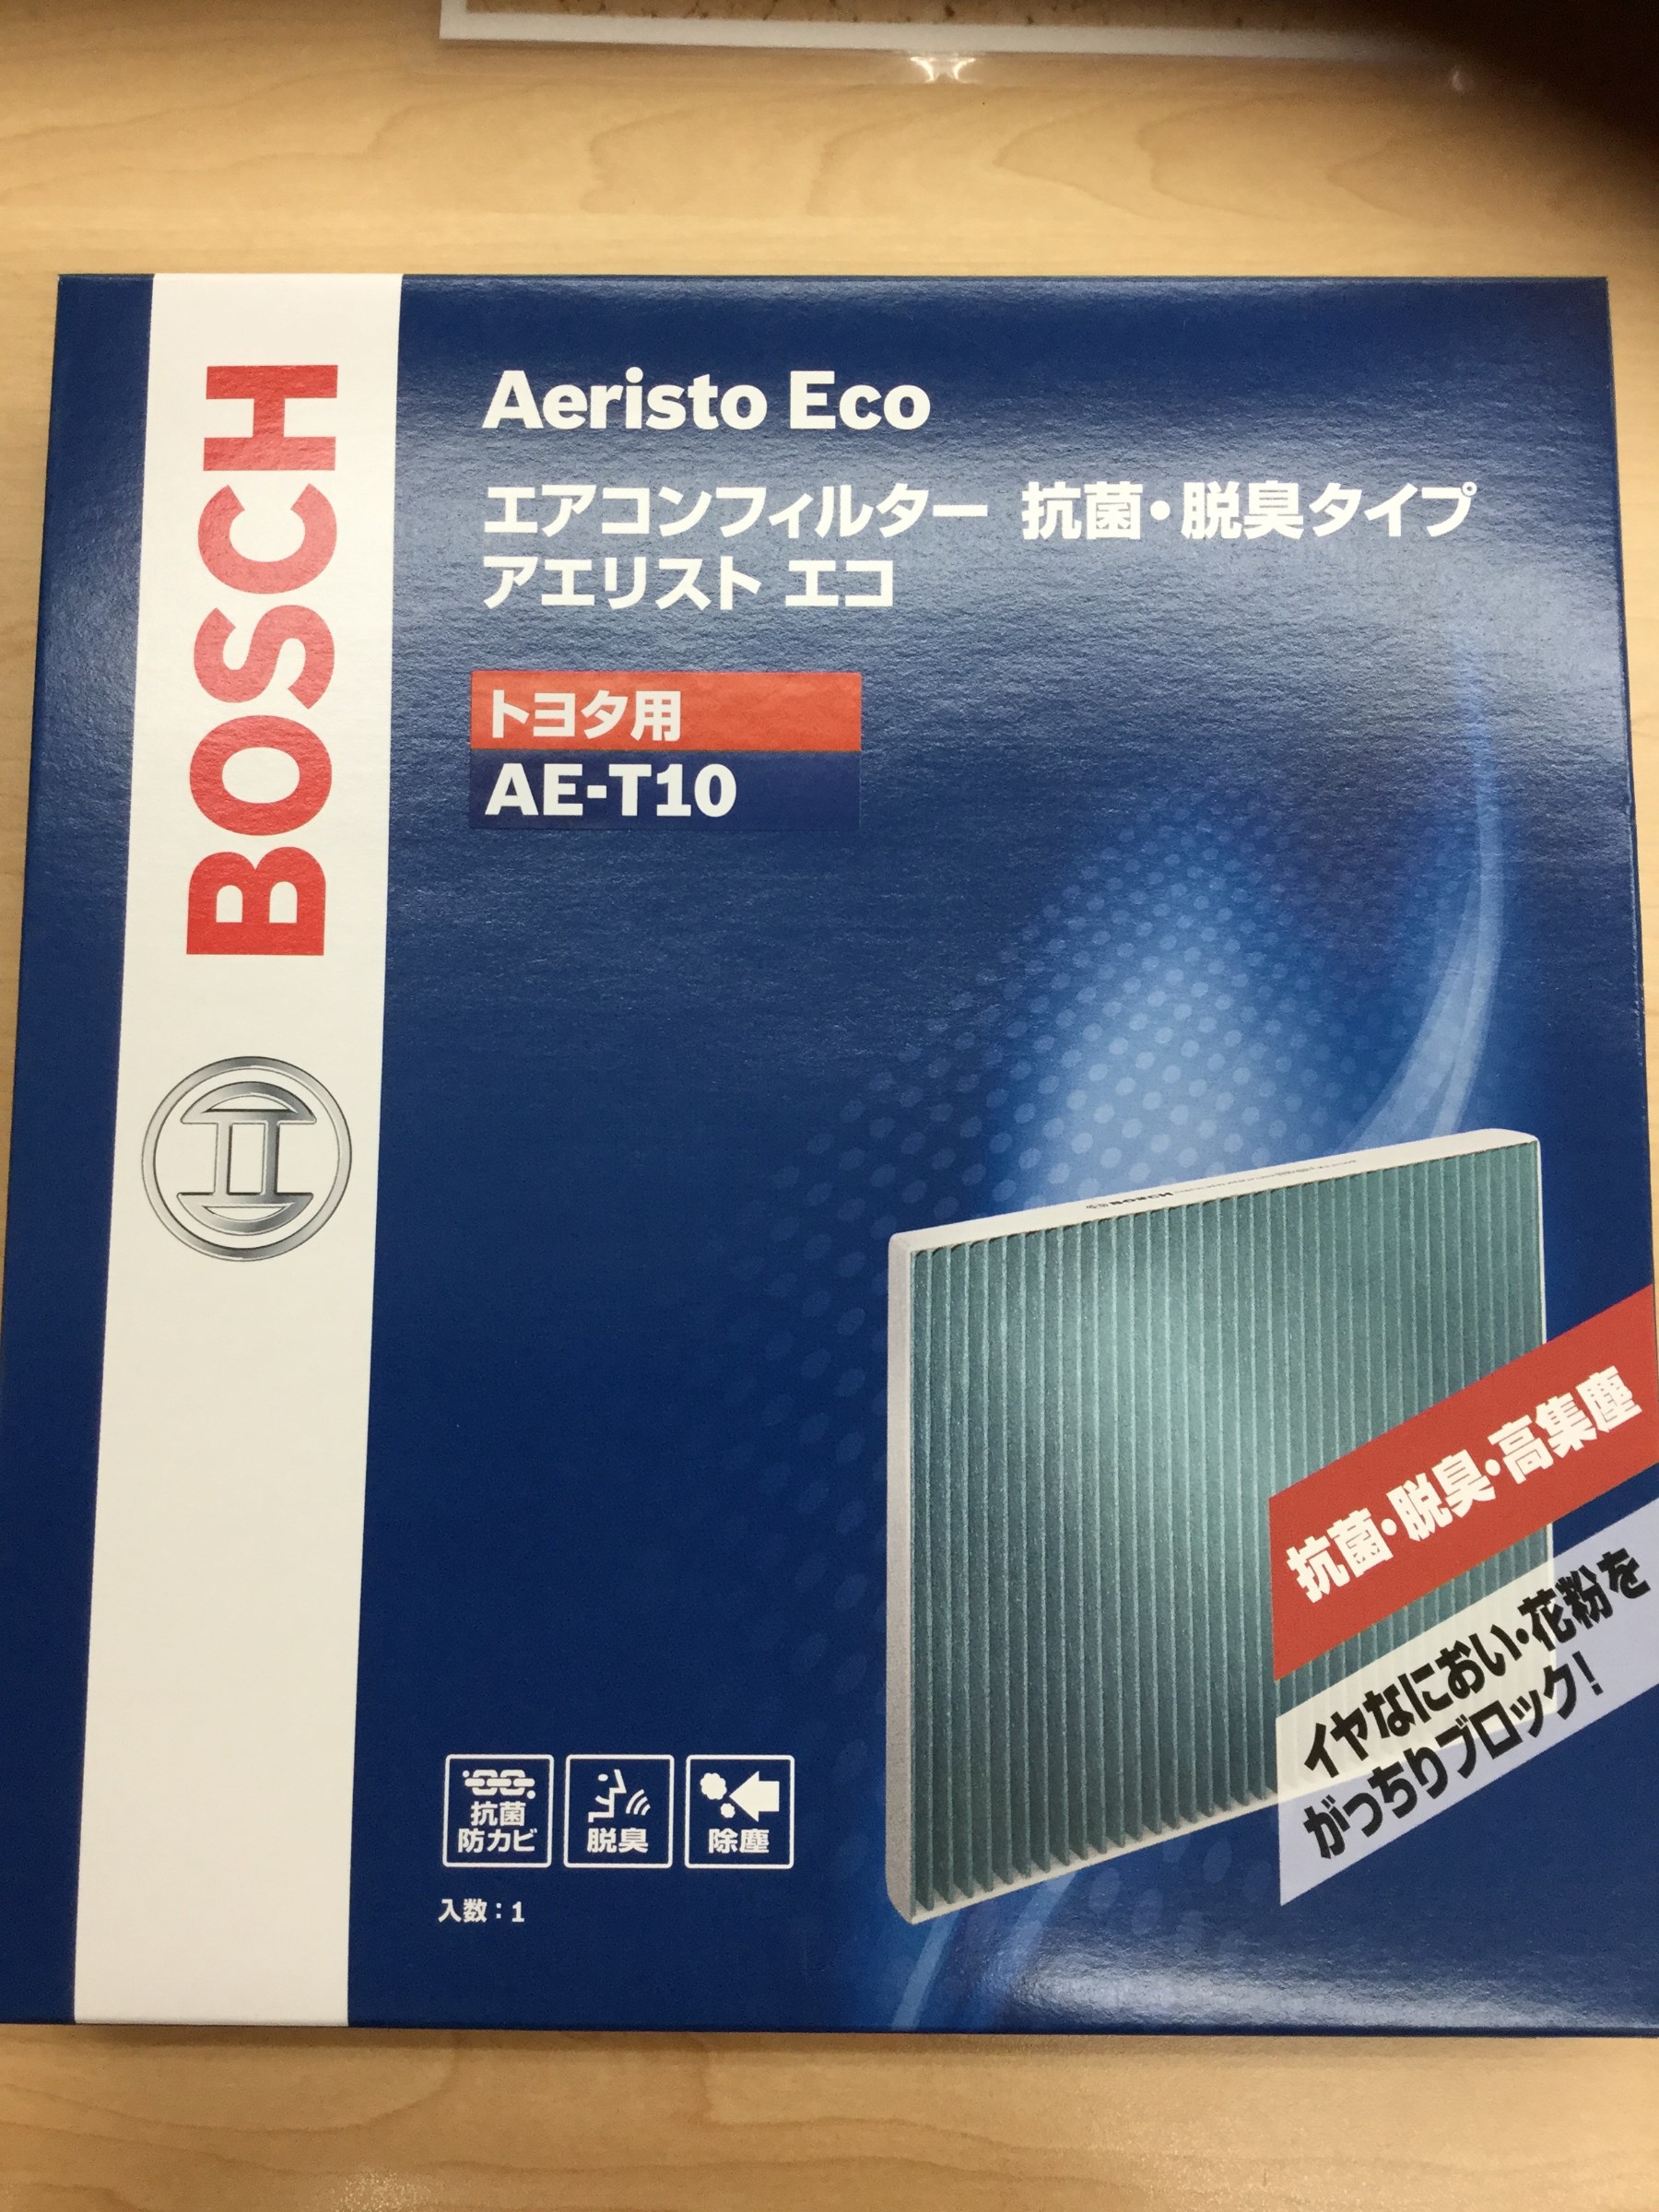 BOSCH
Aeristo Eco
エアコンフィルター 抗菌・脱臭タイプ
アエリスト エコ
トヨタ用
AE-T10
BOSCH
抗菌・脱臭・高集塵
イヤなにおい・花粉を
がっちりブロック!
抗菌
防カビ
脱臭
除塵
入数:1